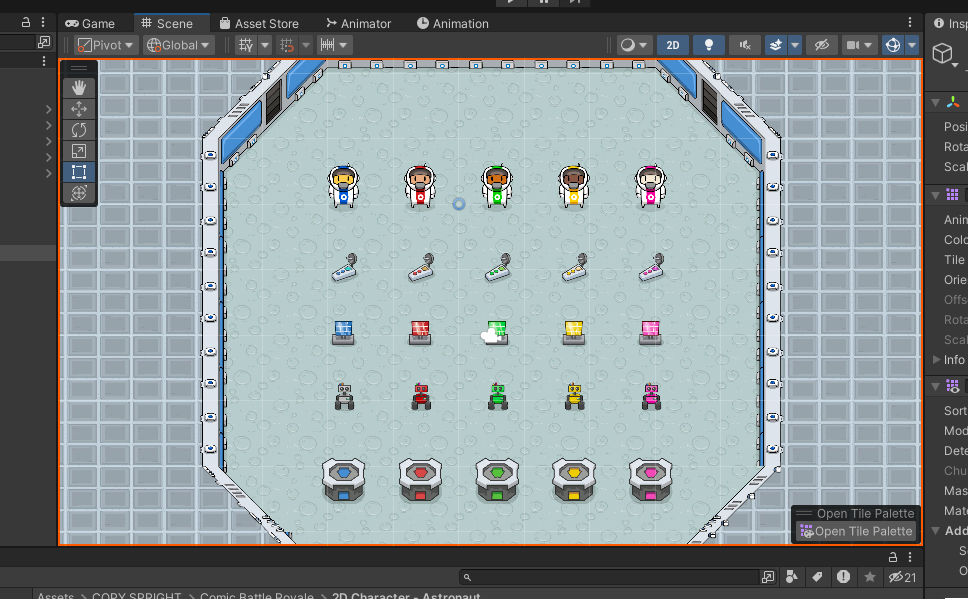 Game
Scene
Asset Store
Animator
Animation
Pivot
Global
2D
Open Tile Palette
Open Tile Palette
21
Assets > COPY SPRIGHT > Comic Battle Royale > 2D Character - Astronaut
Insp
Posi
Rota
Scal
Anim
Colo
Tile
Orie
Offs
Rota
Scal
Info
Sort
Mod
Dete
Chu
Mas
Mate
Add
S
O